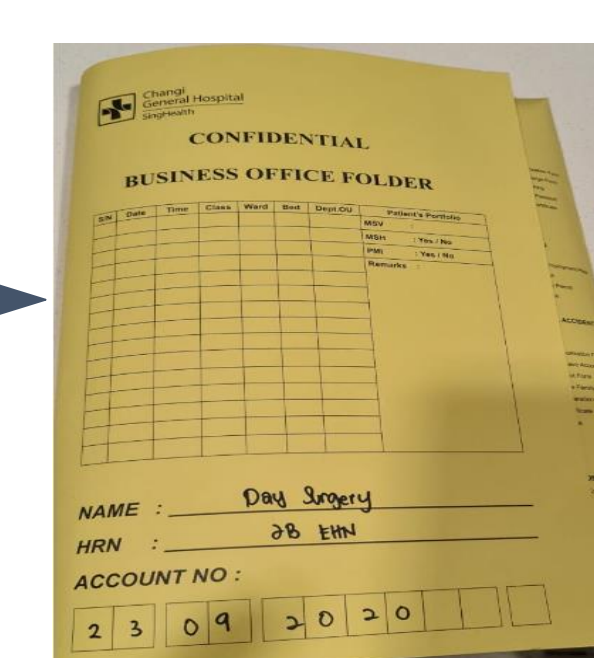 Changi
General Hospital
SingHealth
CONFIDENTIAL
BUSINESS OFFICE FOLDER
S/N Date Time Class Ward Bed Dept.OU Patient's Portfolio
MSV :
MSH : Yes / No
PMI : Yes / No
Remarks :
ACCIDENT
NAME : Day Surgery
HRN : 2B EHN
ACCOUNT NO :
2 3 0 9 2 0 2 0